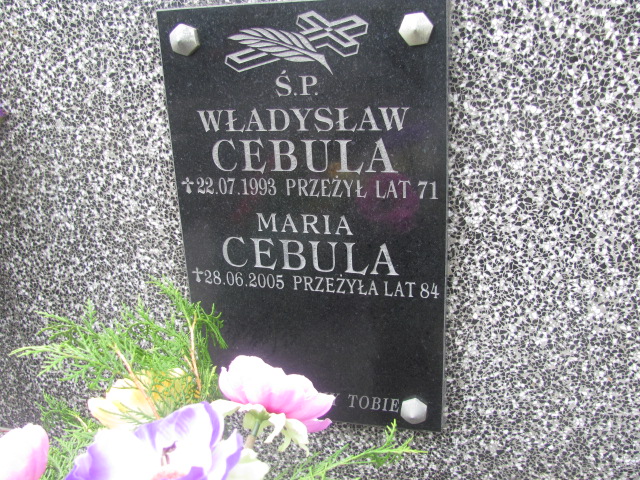 Ś.P.
WŁADYSŁAW
CEBULA
✝22.07.1993 PRZEŻYŁ LAT 71
MARIA
CEBULA
✝28.06.2005 PRZEŻYŁA LAT 84
TOBIE